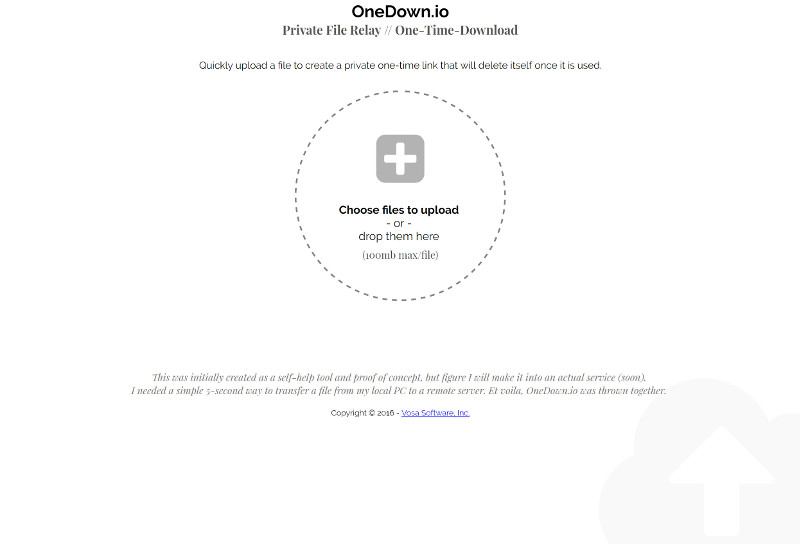 OneDown.io
Private File Relay // One-Time-Download
Quickly upload a file to create a private one-time link that will delete itself once it is used.
Choose files to upload
- or -
drop them here
(100mb max/file)
This was initially created as a self-help tool and proof of concept, but figure I will make it into an actual service (soon).
I needed a simple 5-second way to transfer a file from my local PC to a remote server. Et voila, OneDown.io was thrown together.
Copyright © 2016 - Vosa Software, Inc.